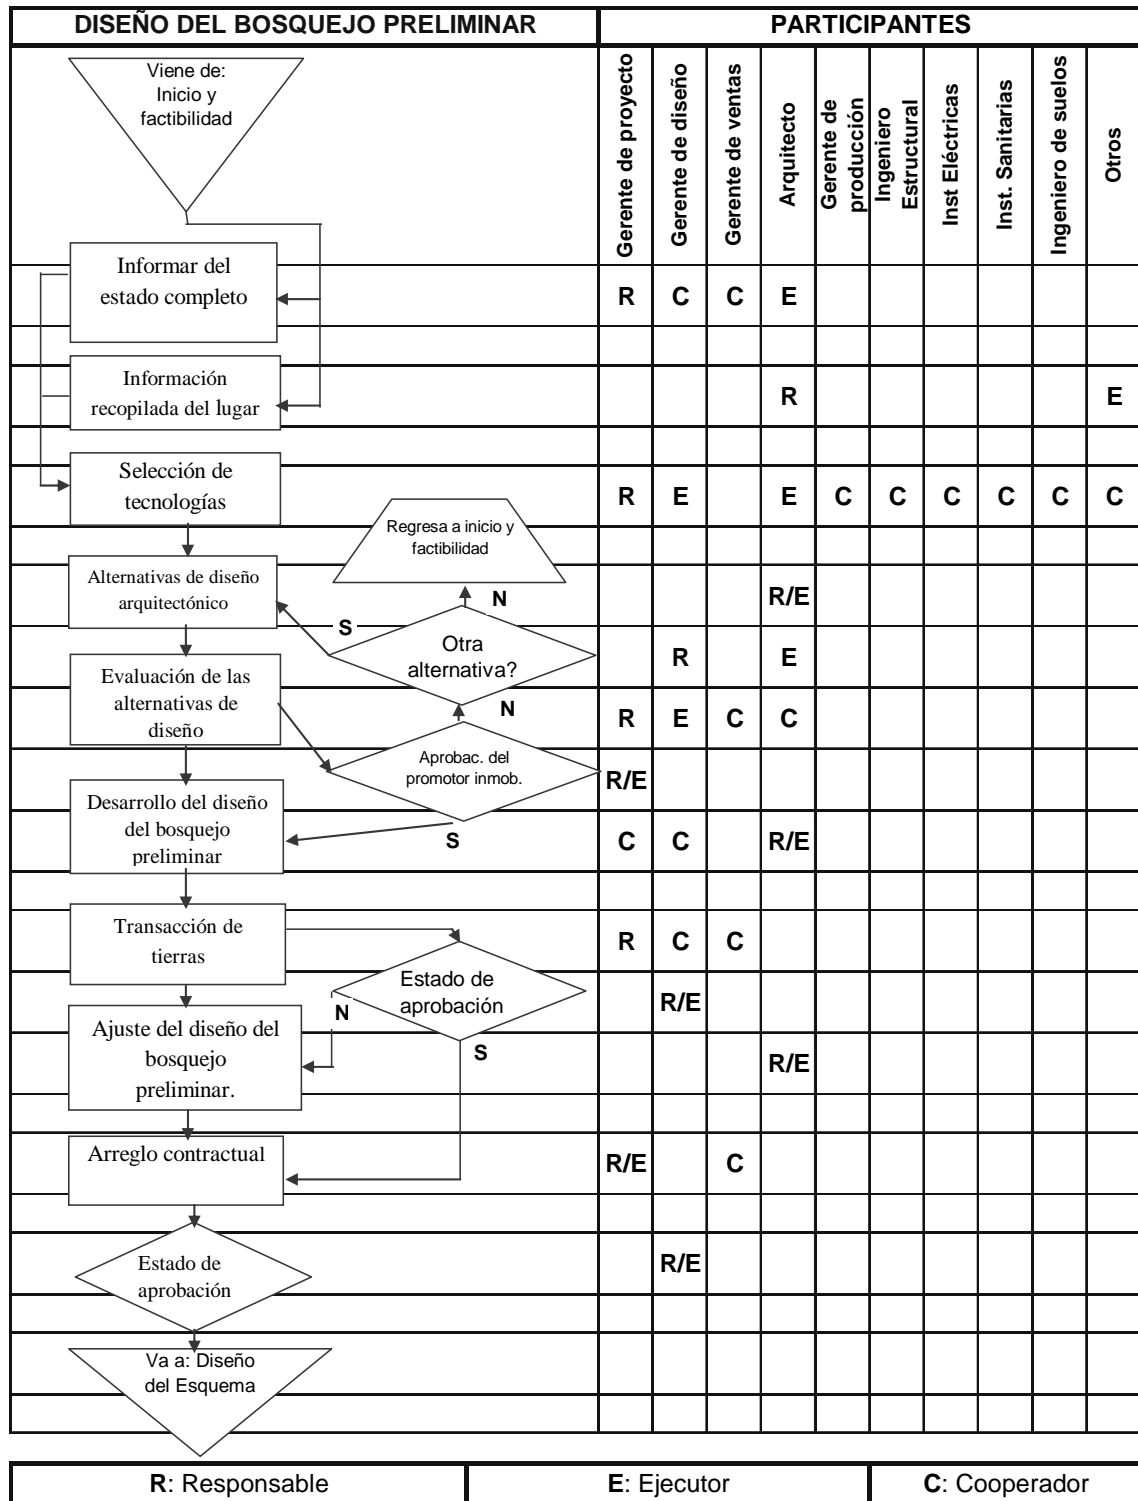 DISEÑO DEL BOSQUEJO PRELIMINAR
PARTICIPANTES
Viene de:
Inicio y
factibilidad
Gerente de proyecto
Gerente de diseño
Gerente de ventas
Arquitecto
Gerente de
producción
Ingeniero
Estructural
Inst Eléctricas
Inst. Sanitarias
Ingeniero de suelos
Otros
Informar del
estado completo
R C C E
Información
recopilada del lugar
R E
Selección de
tecnologías
R E E C C C C C C
Regresa a inicio y
factibilidad
Alternativas de diseño
arquitectónico
N
R/E
S
Otra
alternativa?
R E
Evaluación de las
alternativas de
diseño
N
R E C C
Aprobac. del
promotor inmob.
R/E
Desarrollo del diseño
del bosquejo
preliminar
S
C C R/E
Transacción de
tierras
R C C
Estado de
aprobación
N
R/E
Ajuste del diseño del
bosquejo
preliminar.
S
R/E
Arreglo contractual
R/E C
Estado de
aprobación
R/E
Va a: Diseño
del Esquema
R: Responsable
E: Ejecutor
C: Cooperador